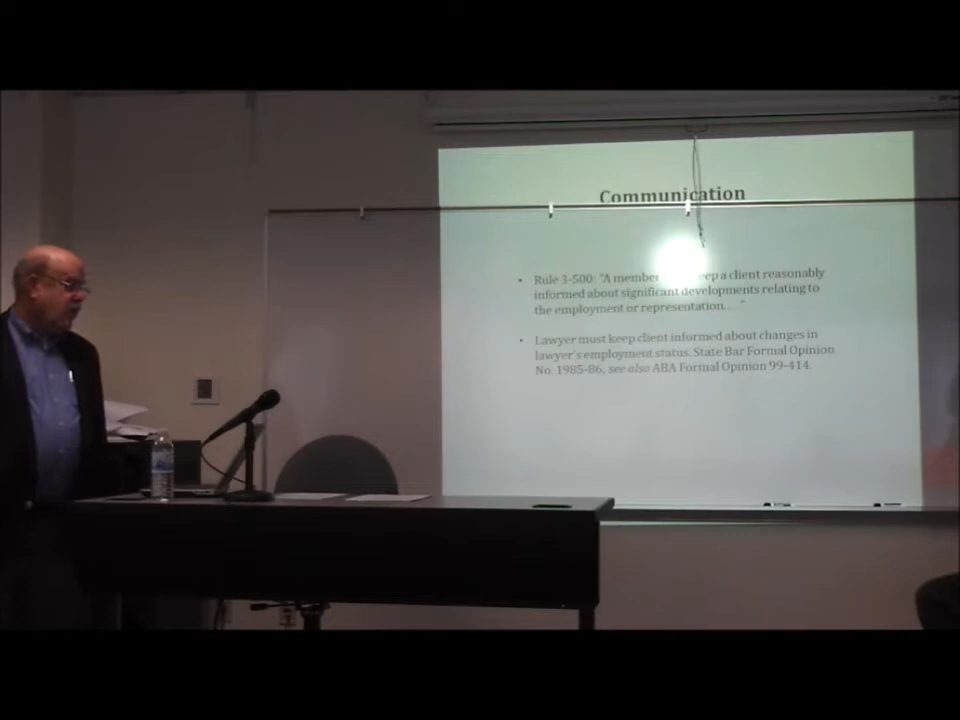 Communication
• Rule 3-500: "A member eep a client reasonably
informed about significant developments relating to
the employment or representation. . . "
• Lawyer must keep client informed about changes in
lawyer's employment status. State Bar Formal Opinion
No. 1985-86, see also ABA Formal Opinion 99-414.